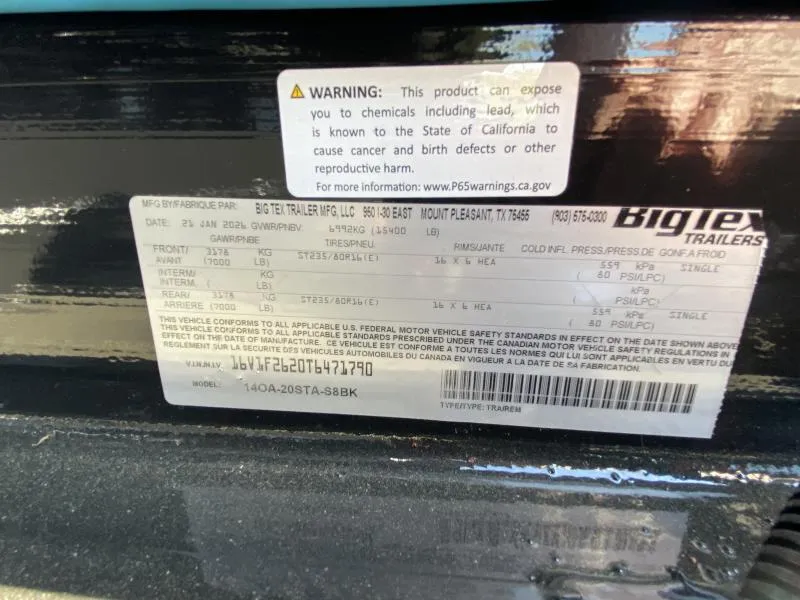 WARNING: This product can expose
you to chemicals including lead, which
is known to the State of California to
cause cancer and birth defects or other
reproductive harm.
For more information: www.P65warnings.ca.gov
MFG BY/FABRIQUE PAR: BIG TEX TRAILER MFG, LLC 950 I-30 EAST MOUNT PLEASANT, TX 75455 (903) 575-0300 Big Tex
TRAILERS
DATE: 21 JAN 2026 GVWR/PNBV: 6992KG (15400 LB)
GAWR/PNBE: TIRES/PNEU: RIMS/JANTE COLD INFL. PRESS/PRESS.DE GONF.A FROID
FRONT/ 3178 KG ST235/80R16(E) 16 X 6 HEA 559 kPa SINGLE
AVANT (7000 LB) ( 80 PSI/LPC)
INTERM/ KG kPa
INTERM. ( LB) ( PSI/LPC)
REAR/ 3178 KG ST235/80R16(E) 16 X 6 HEA 559 kPa SINGLE
ARRIERE (7000 LB) ( 80 PSI/LPC)
THIS VEHICLE CONFORMS TO ALL APPLICABLE U.S. FEDERAL MOTOR VEHICLE SAFETY STANDARDS IN EFFECT ON THE
DATE OF MANUFACTURE. THIS VEHICLE CONFORMS TO ALL APPLICABLE STANDARDS PRESCRIBED UNDER THE CANADIAN MOTOR VEHICLE SAFETY REGULATIONS IN
EFFECT ON THE DATE OF MANUFACTURE. CE VEHICULE EST CONFORME A TOUTES LES NORMES QUI LUI SONT APPLICABLES EN VERTU DU
REGLEMENT SUR LA SECURITE DES VEHICULES AUTOMOBILES DU CANADA EN VIGUEUR A LA DATE DE SA FABRICATION.
V.I.N./N.I.V. 16V1F2620T6471790
MODEL: 14OA-20STA-S8BK
TYPE/TYPE: TRA/REM